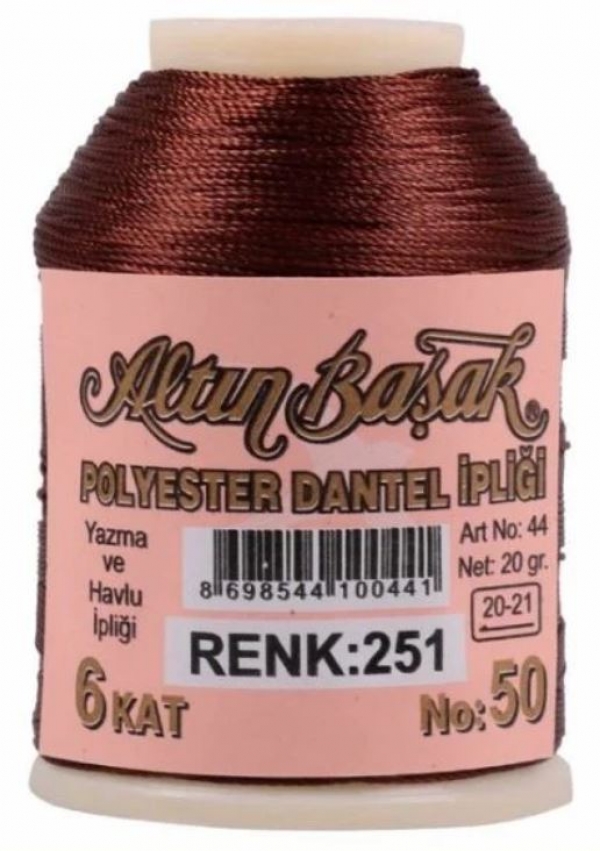 Altın Başak ®
POLYESTER DANTEL İPLİĞİ
Yazma
ve
Havlu
İpliği
8 698544 100441
Art No: 44
Net: 20 gr.
20-21
RENK:251
6 KAT
No: 50